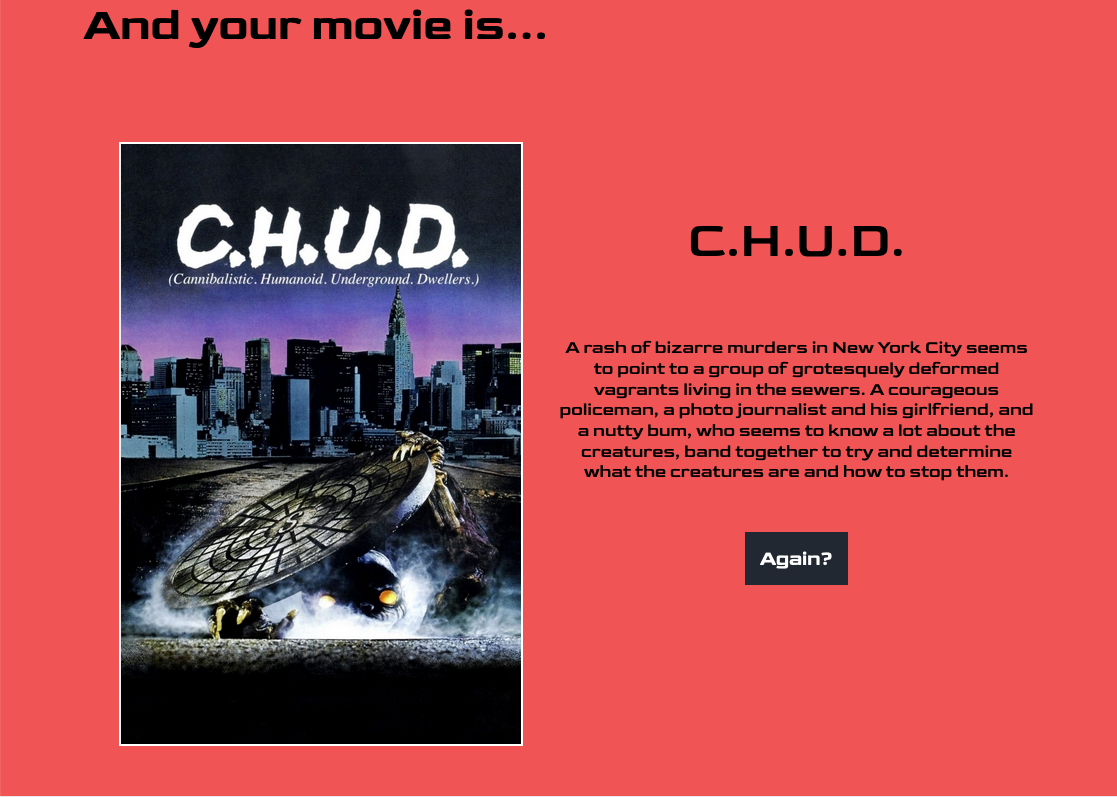 And your movie is...
C.H.U.D.
(Cannibalistic. Humanoid. Underground. Dwellers.)
C.H.U.D.
A rash of bizarre murders in New York City seems
to point to a group of grotesquely deformed
vagrants living in the sewers. A courageous
policeman, a photo journalist and his girlfriend, and
a nutty bum, who seems to know a lot about the
creatures, band together to try and determine
what the creatures are and how to stop them.
Again?